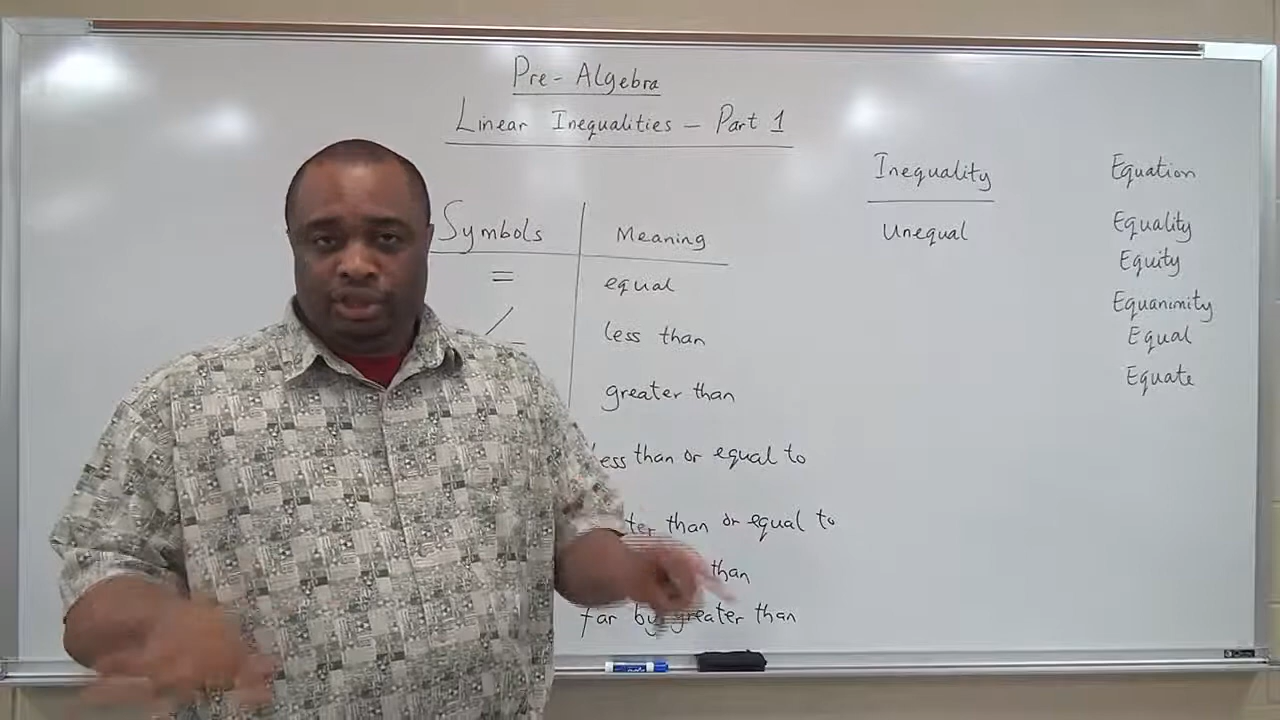 Pre-Algebra
Linear Inequalities - Part 1
Symbols Meaning
= equal
less than
greater than
less than or equal to
than or equal to
than
far by greater than
Inequality
Unequal
Equation
Equality
Equity
Equanimity
Equal
Equate